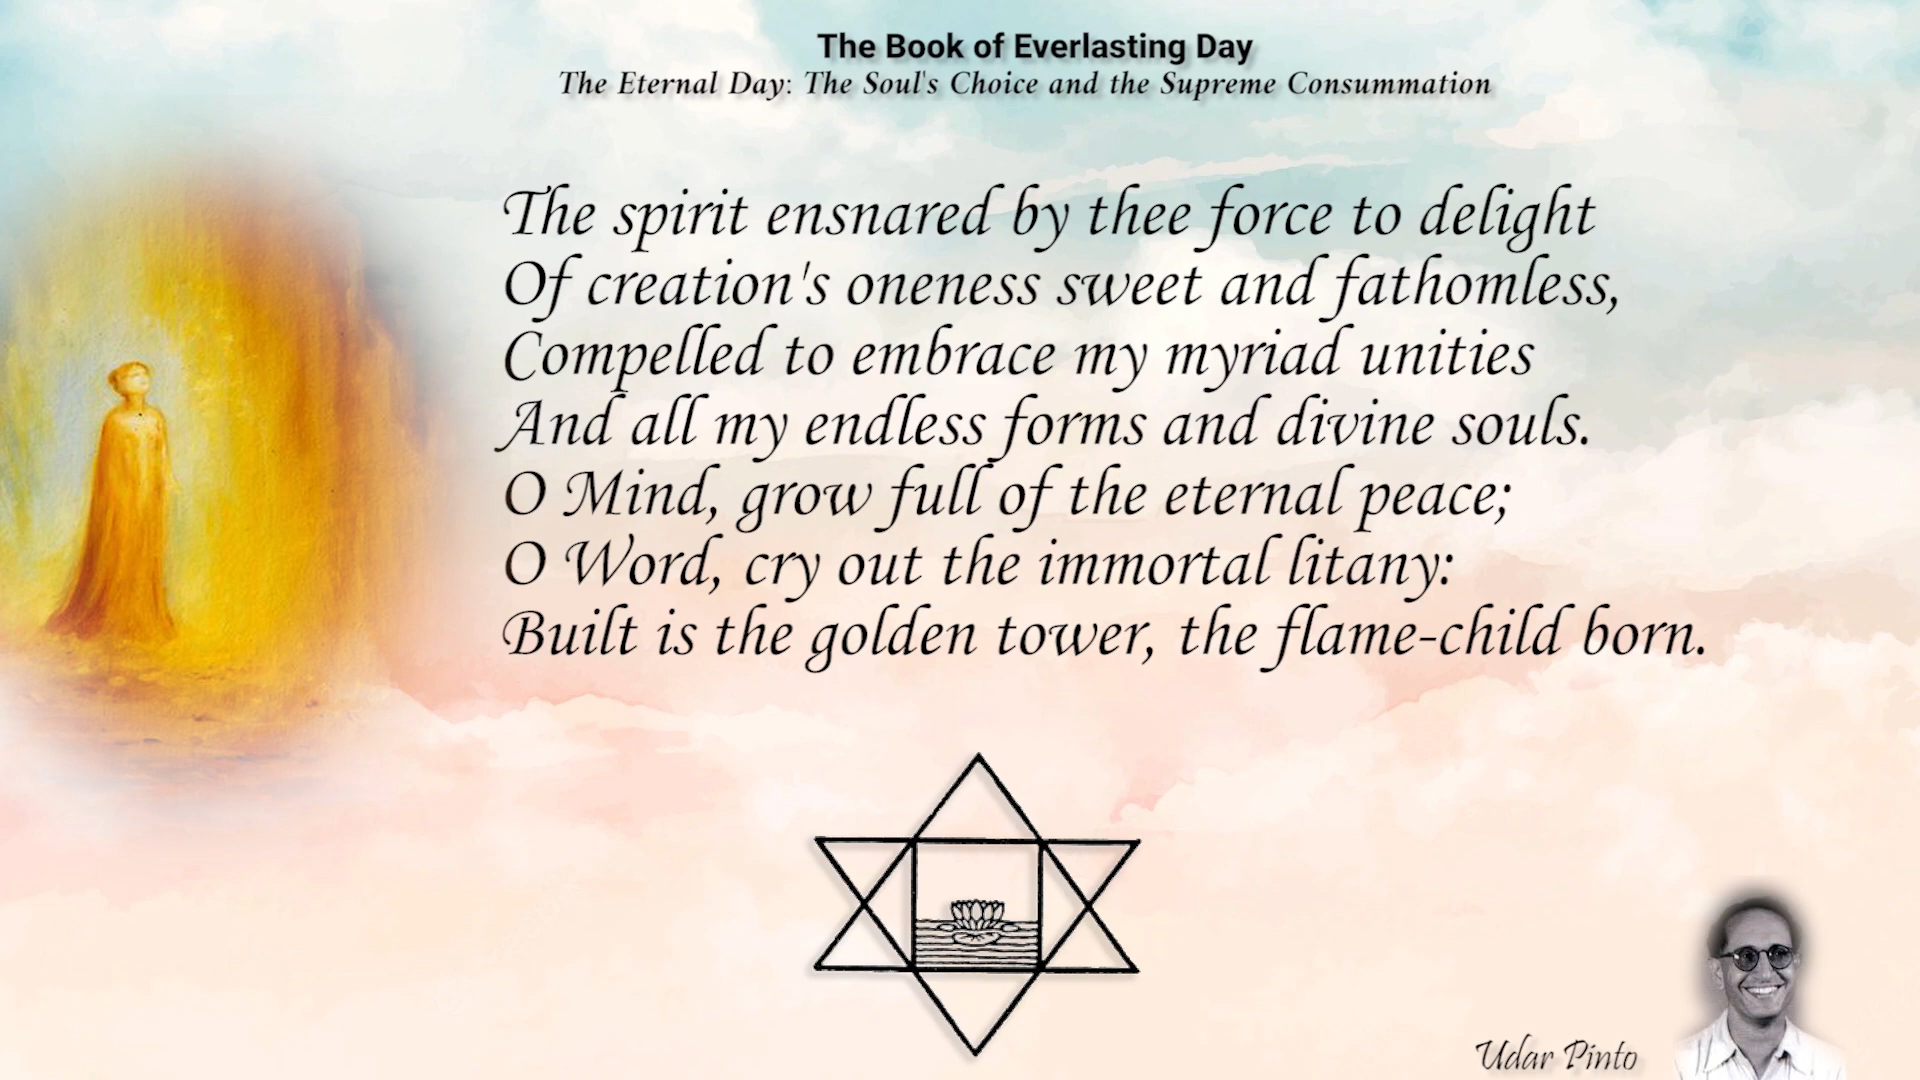 The Book of Everlasting Day
The Eternal Day: The Soul's Choice and the Supreme Consummation
The spirit ensnared by thee force to delight
Of creation's oneness sweet and fathomless,
Compelled to embrace my myriad unities
And all my endless forms and divine souls.
O Mind, grow full of the eternal peace;
O Word, cry out the immortal litany:
Built is the golden tower, the flame-child born.
Udar Pinto